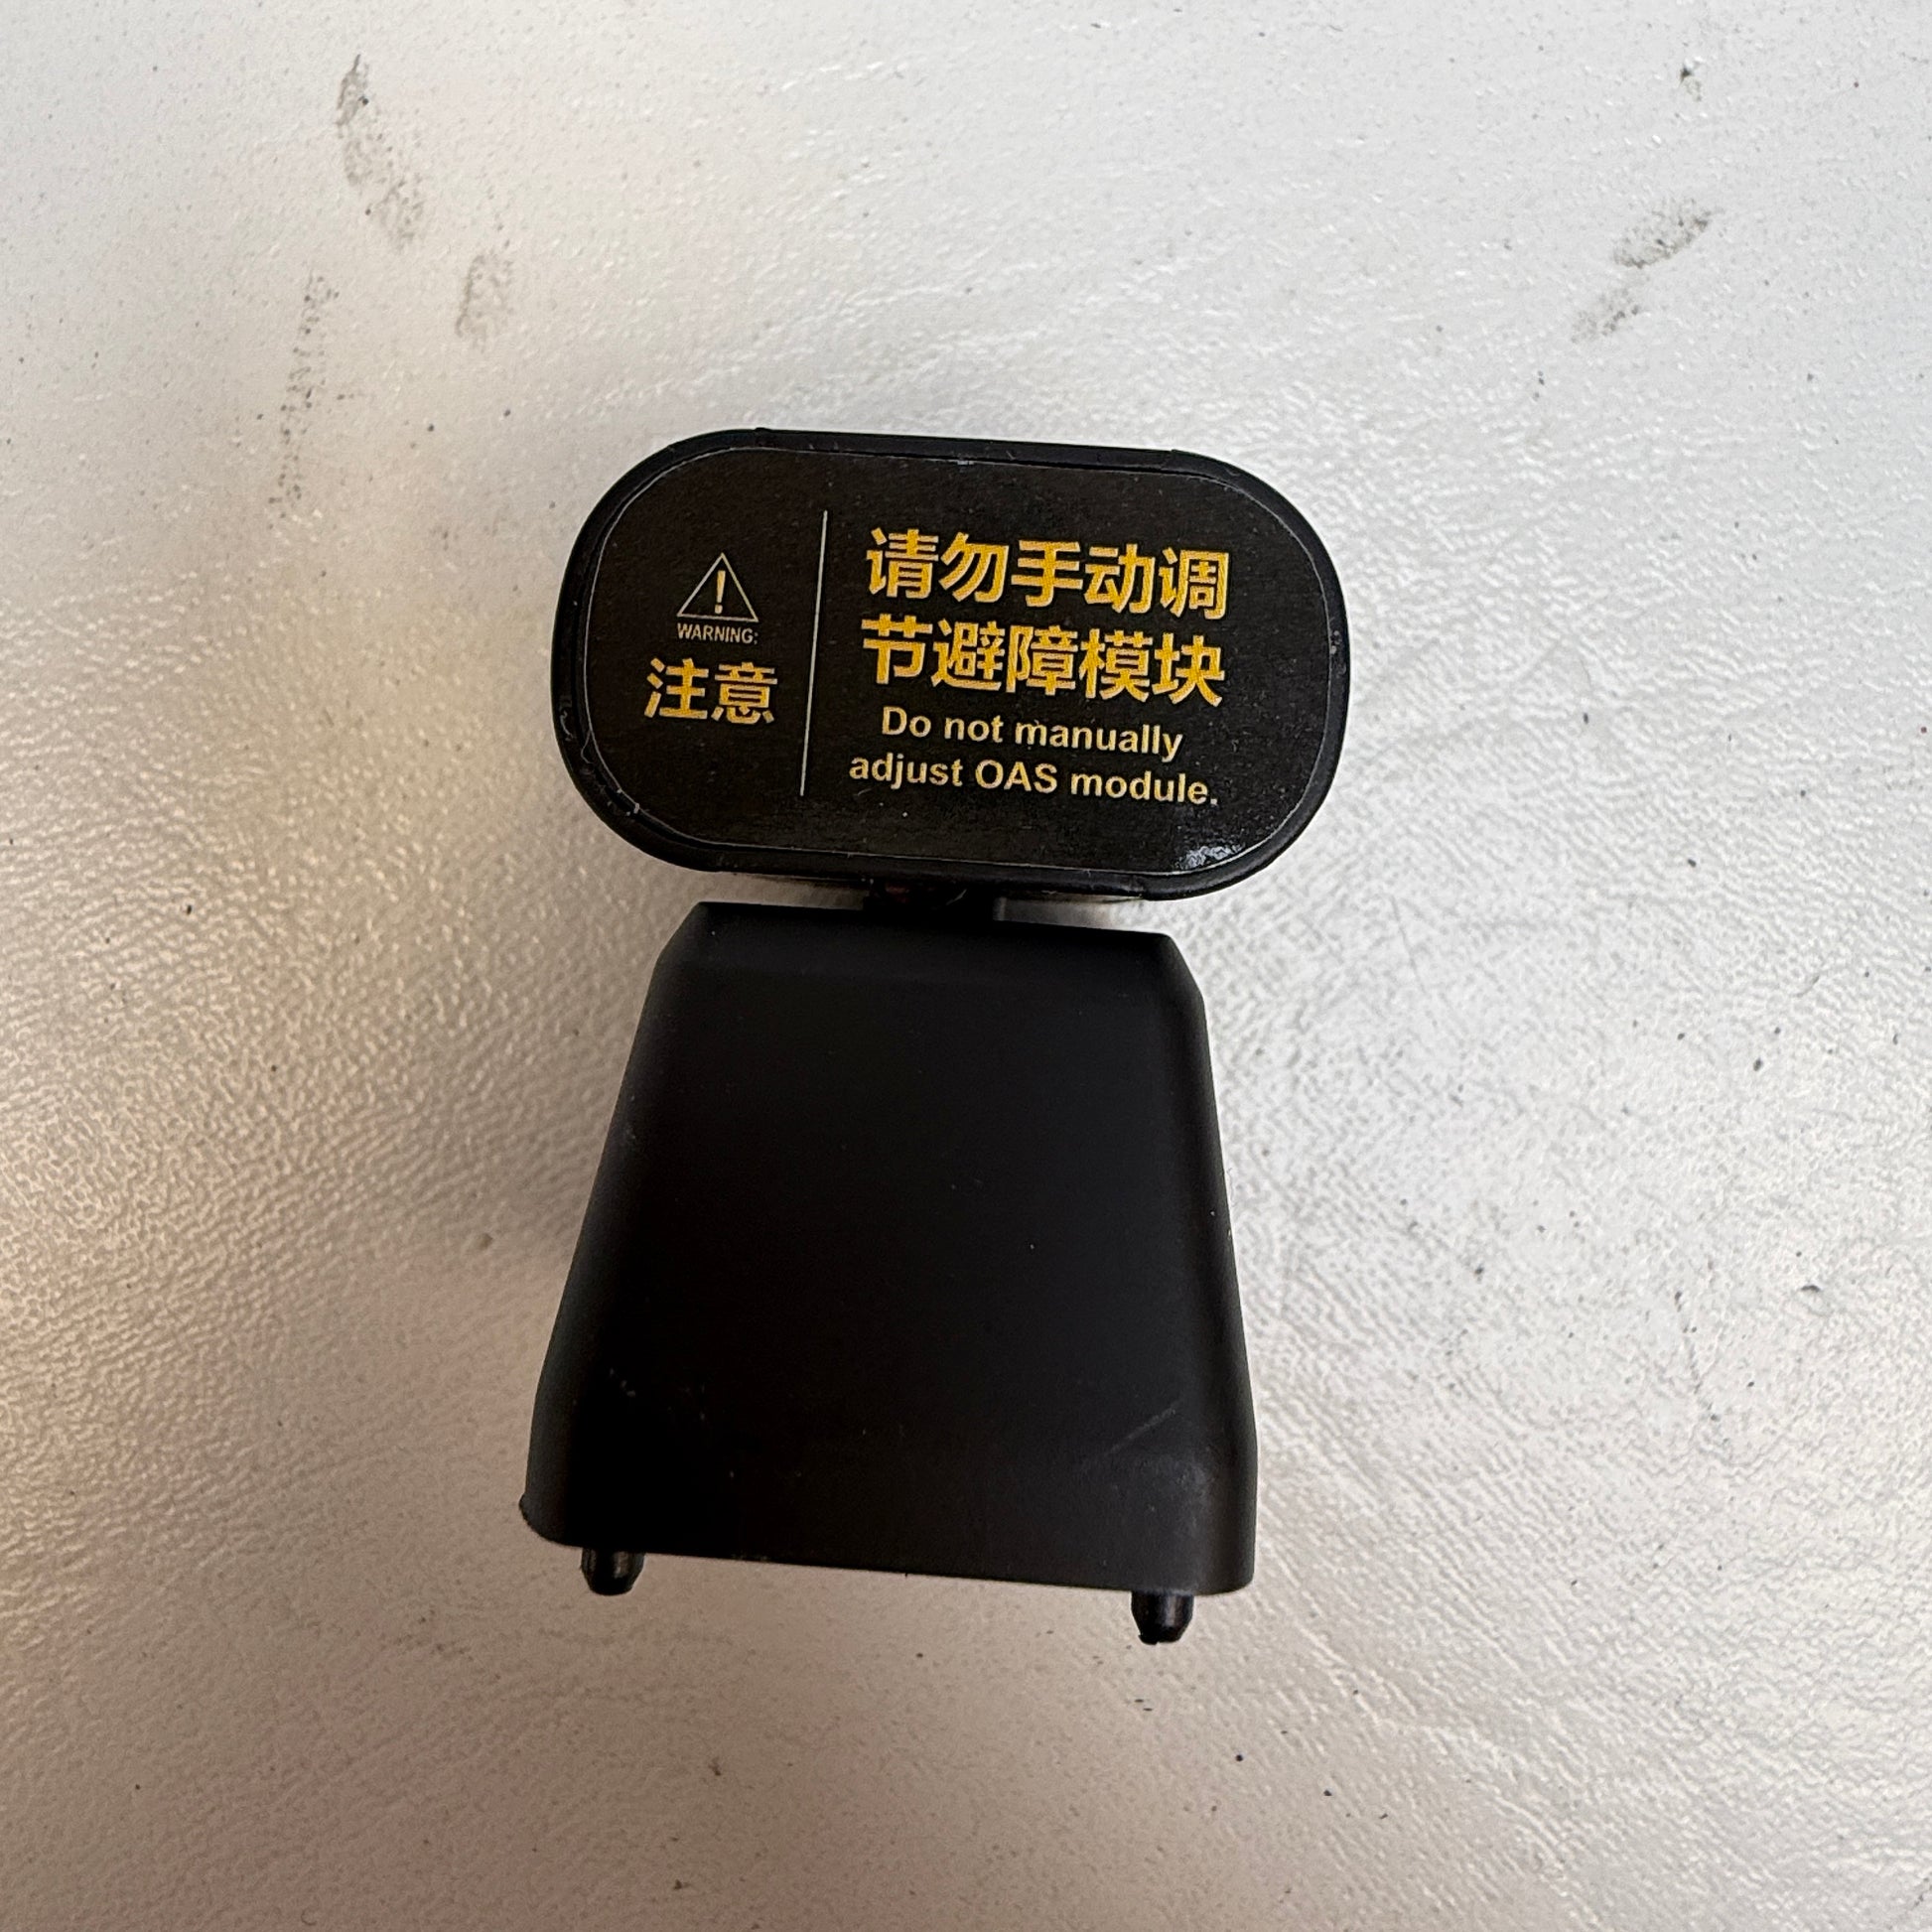 WARNING:
注意
请勿手动调
节避障模块
Do not manually
adjust OAS module.